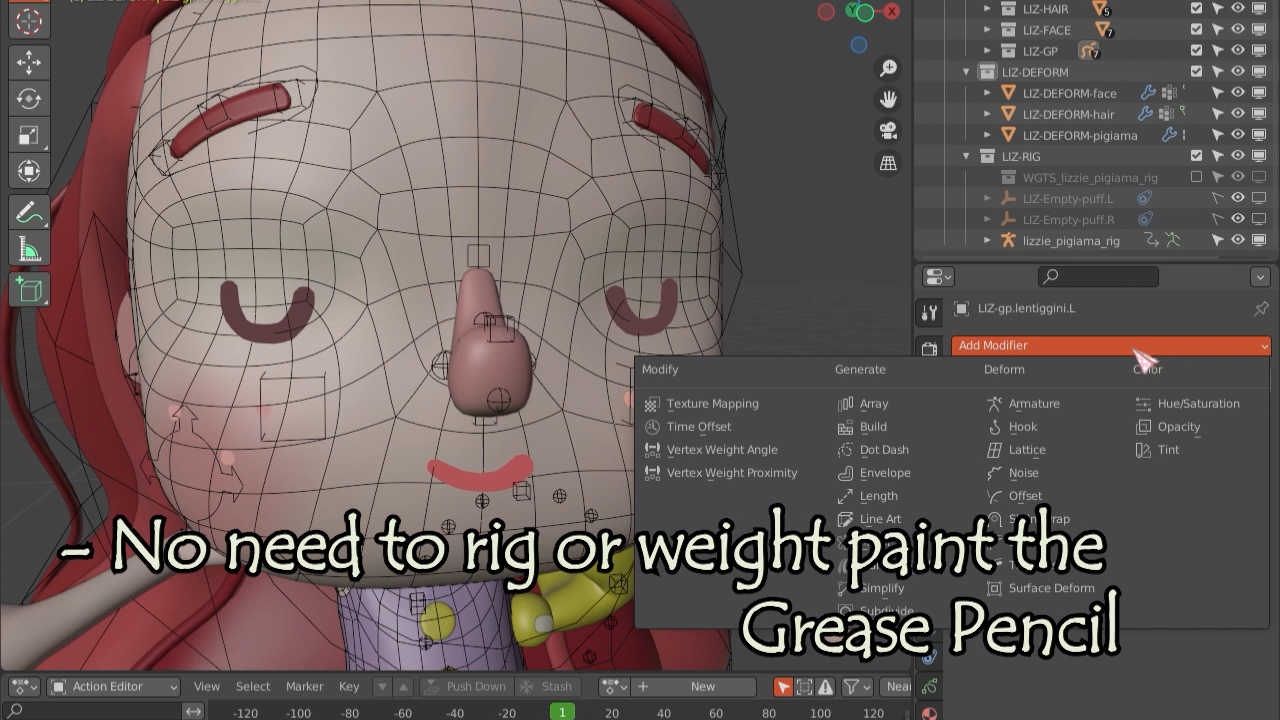 LIZ-HAIR 5
LIZ-FACE 7
LIZ-GP 7
LIZ-DEFORM
LIZ-DEFORM-face
LIZ-DEFORM-hair
LIZ-DEFORM-pigiama
LIZ-RIG
WGTS_lizzie_pigiama_rig
LIZ-Empty-puff.L
LIZ-Empty-puff.R
lizzie_pigiama_rig
Y X
LIZ-gp.lentiggini.L
Add Modifier
Modify Generate Deform Color
Texture Mapping Array Armature Hue/Saturation
Time Offset Build Hook Opacity
Vertex Weight Angle Dot Dash Lattice Tint
Vertex Weight Proximity Envelope Noise
Length Offset
Line Art
Simplify Surface Deform
Subdivide
- No need to rig or weight paint the
Grease Pencil
Action Editor View Select Marker Key Push Down Stash New
-120 -100 -80 -60 -40 -20 1 20 40 60 80 100 120